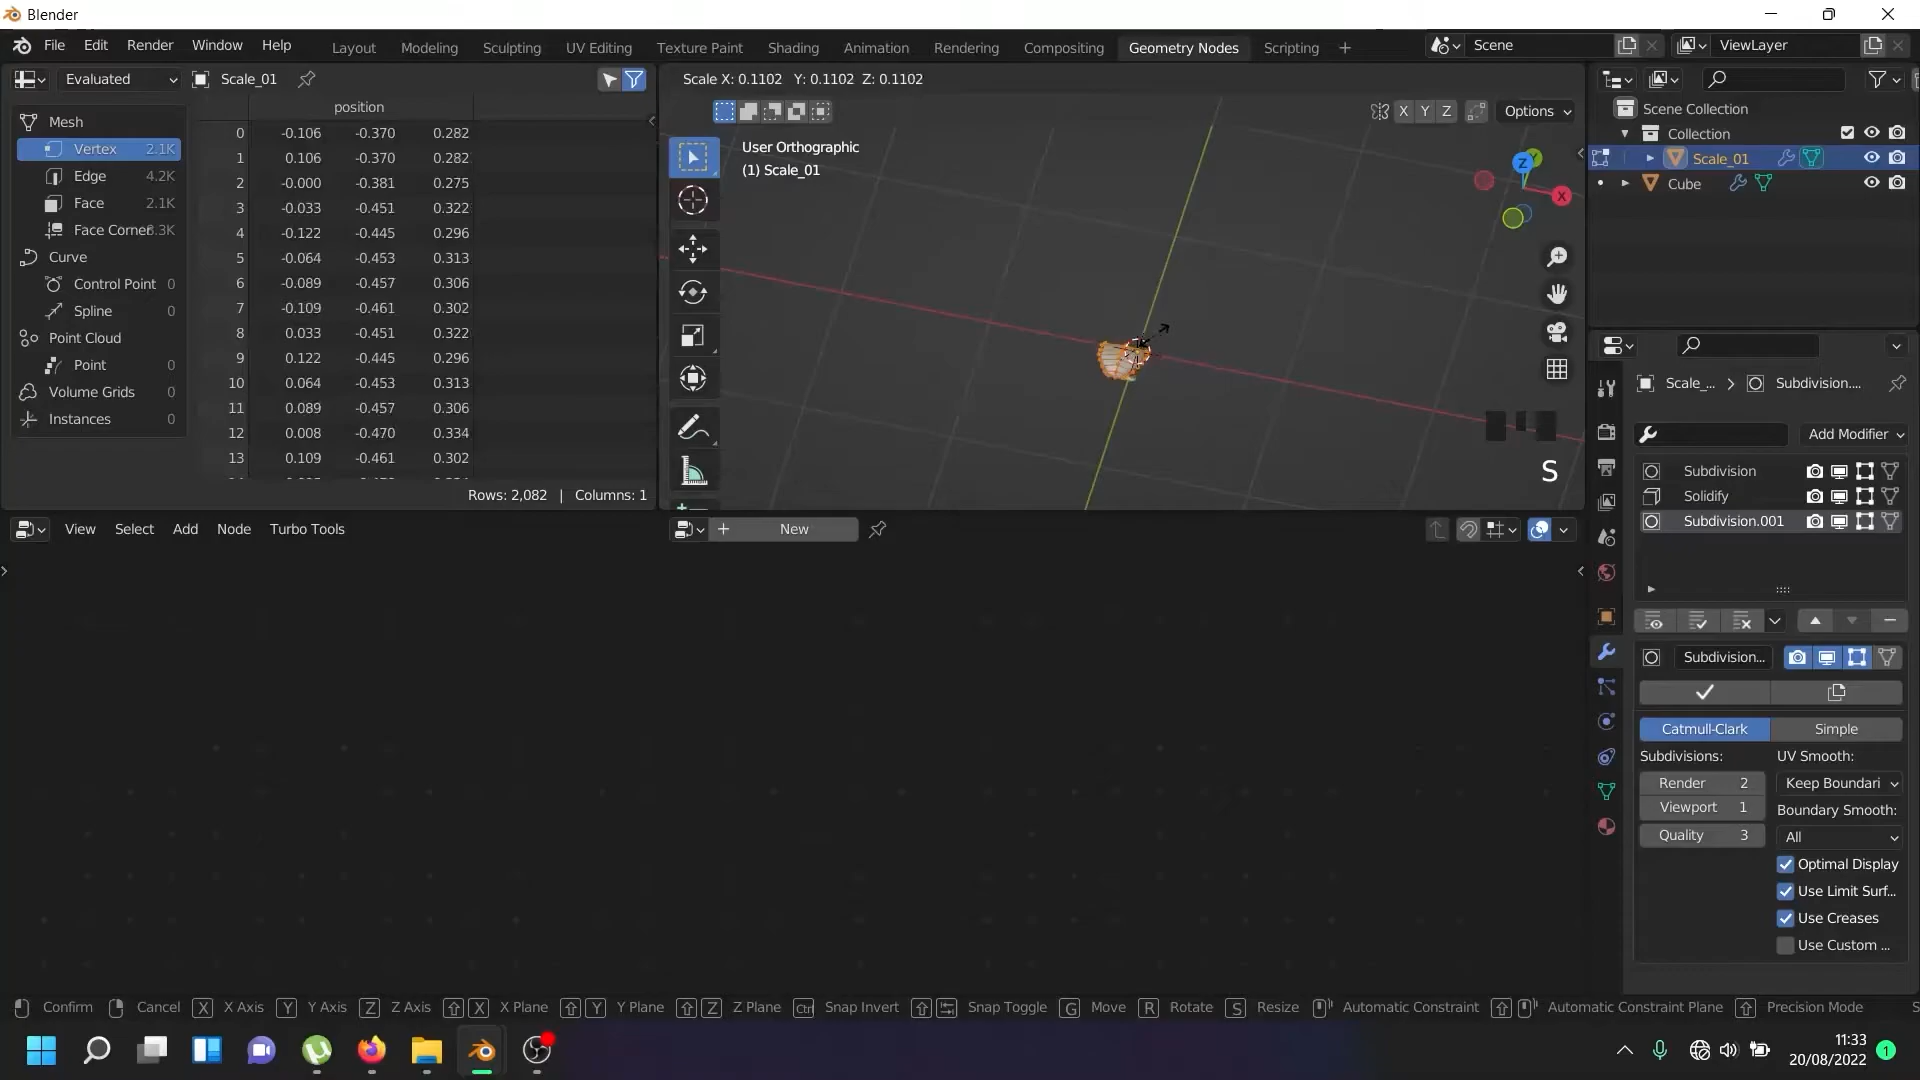 Blender
File Edit Render Window Help Layout Modeling Sculpting UV Editing Texture Paint Shading Animation Rendering Compositing Geometry Nodes Scripting Scene ViewLayer
Evaluated Scale_01
Scale X: 0.1102 Y: 0.1102 Z: 0.1102
position
Mesh
Vertex 2.1K
Edge 4.2K
Face 2.1K
Face Corner 8.3K
Curve
Control Point 0
Spline 0
Point Cloud
Point 0
Volume Grids 0
Instances 0
0 -0.106 -0.370 0.282
1 0.106 -0.370 0.282
2 -0.000 -0.381 0.275
3 -0.033 -0.451 0.322
4 -0.122 -0.445 0.296
5 -0.064 -0.453 0.313
6 -0.089 -0.457 0.306
7 -0.109 -0.461 0.302
8 0.033 -0.451 0.322
9 0.122 -0.445 0.296
10 0.064 -0.453 0.313
11 0.089 -0.457 0.306
12 0.008 -0.470 0.334
13 0.109 -0.461 0.302
Rows: 2,082 | Columns: 1
X Y Z Options
User Orthographic
(1) Scale_01
Z Y
X
S
Scene Collection
Collection
Scale_01
Cube
Scale_... Subdivision....
Add Modifier
Subdivision
Solidify
Subdivision.001
Subdivision...
Catmull-Clark Simple
Subdivisions: UV Smooth:
Render 2 Keep Boundari
Viewport 1 Boundary Smooth:
Quality 3 All
Optimal Display
Use Limit Surf...
Use Creases
Use Custom ...
View Select Add Node Turbo Tools
New
Confirm Cancel X X Axis Y Y Axis Z Z Axis X X Plane Y Y Plane Z Z Plane Ctrl Snap Invert Snap Toggle G Move R Rotate S Resize Automatic Constraint Automatic Constraint Plane Precision Mode S
11:33
20/08/2022 1